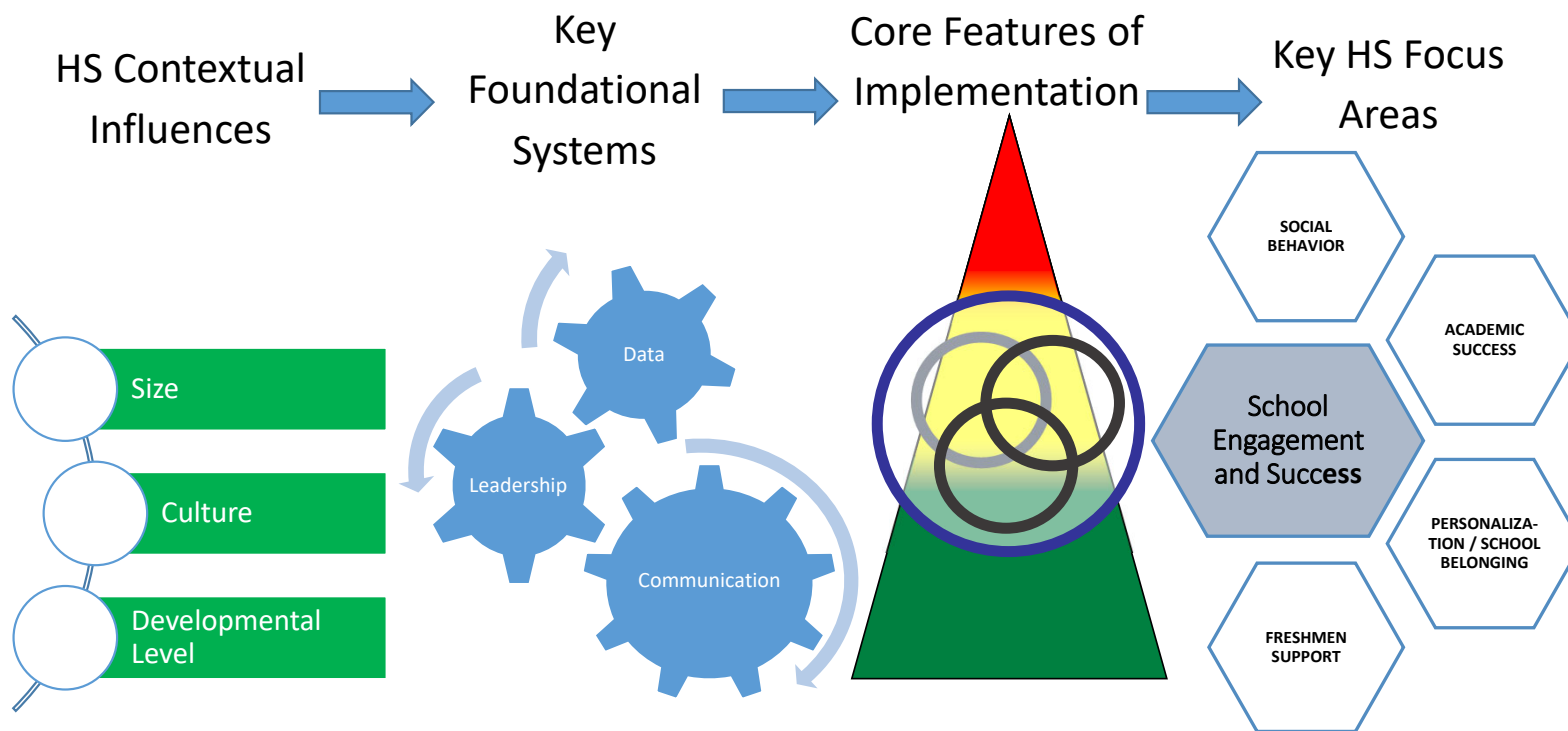 HS Contextual
Influences
Key
Foundational
Systems
Core Features of
Implementation
Key HS Focus
Areas
Size
Culture
Developmental
Level
Data
Leadership
Communication
SOCIAL
BEHAVIOR
ACADEMIC
SUCCESS
School
Engagement
and Success
PERSONALIZA-
TION / SCHOOL
BELONGING
FRESHMEN
SUPPORT